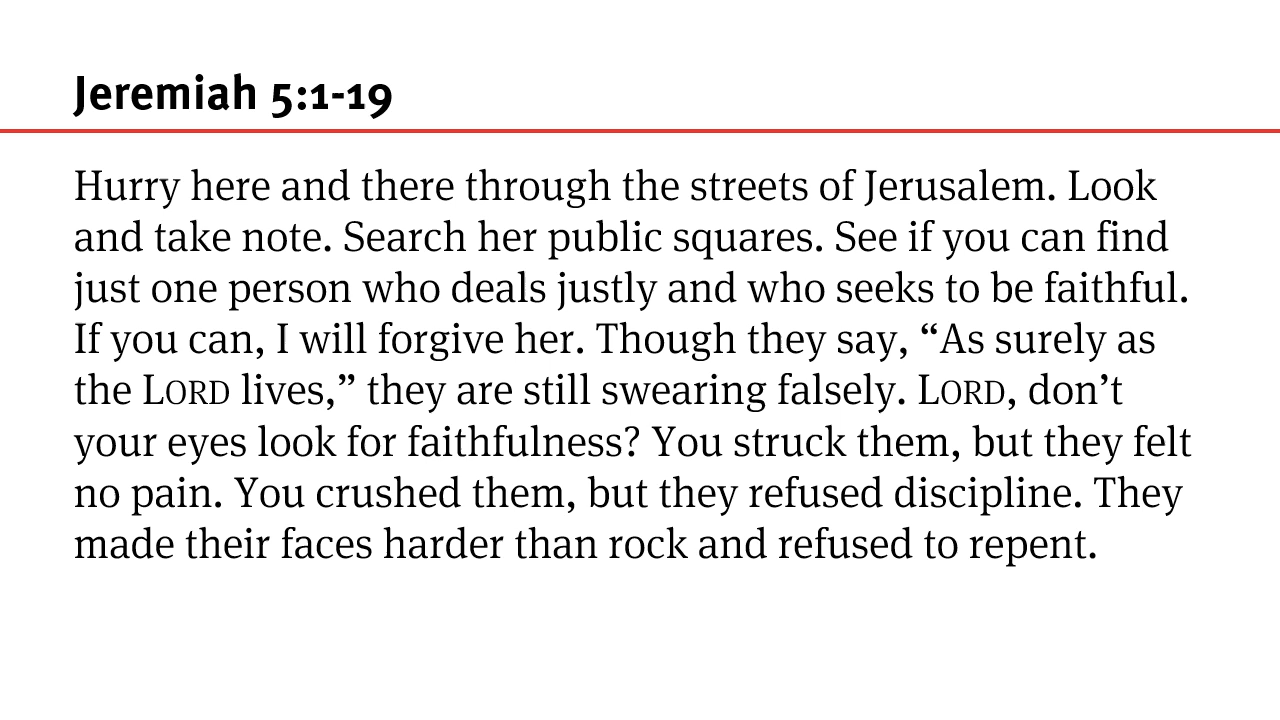 Jeremiah 5:1-19
Hurry here and there through the streets of Jerusalem. Look
and take note. Search her public squares. See if you can find
just one person who deals justly and who seeks to be faithful.
If you can, I will forgive her. Though they say, “As surely as
the LORD lives,” they are still swearing falsely. LORD, don’t
your eyes look for faithfulness? You struck them, but they felt
no pain. You crushed them, but they refused discipline. They
made their faces harder than rock and refused to repent.